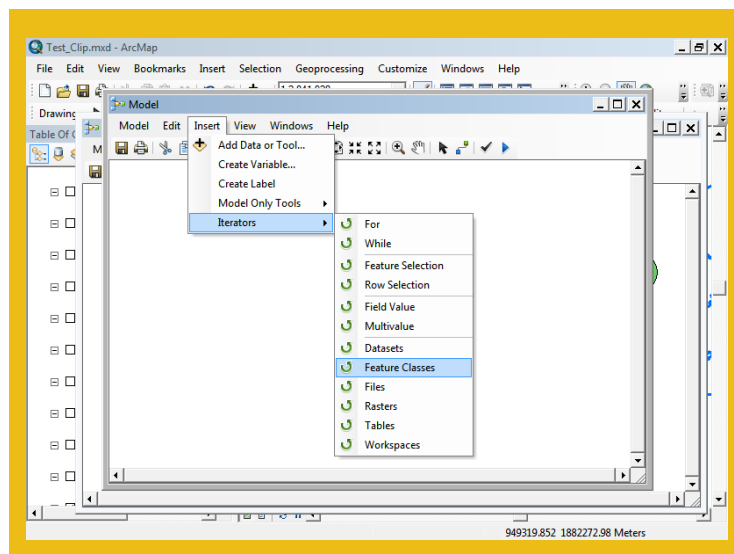 Test_Clip.mxd - ArcMap
File Edit View Bookmarks Insert Selection Geoprocessing Customize Windows Help
Drawing
Model
Table Of
Model Edit Insert View Windows Help
Add Data or Tool...
Create Variable...
Create Label
Model Only Tools
Iterators
For
While
Feature Selection
Row Selection
Field Value
Multivalue
Datasets
Feature Classes
Files
Rasters
Tables
Workspaces
949319.852 1882272.98 Meters